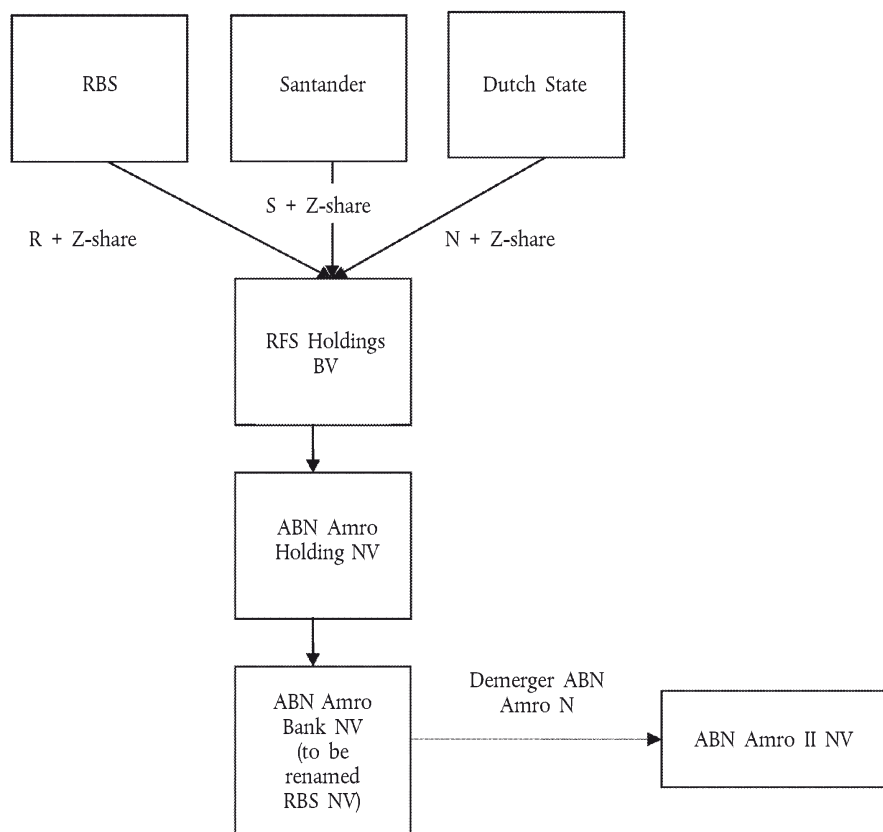 RBS
Santander
Dutch State
S + Z-share
R + Z-share
N + Z-share
RFS Holdings
BV
ABN Amro
Holding NV
ABN Amro
Bank NV
(to be
renamed
RBS NV)
Demerger ABN
Amro N
ABN Amro II NV